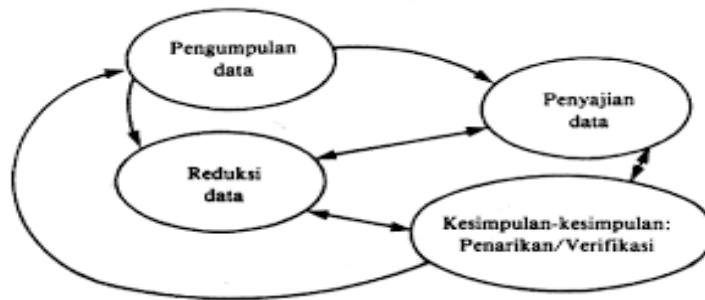 Pengumpulan
data
Penyajian
data
Reduksi
data
Kesimpulan-kesimpulan:
Penarikan/Verifikasi